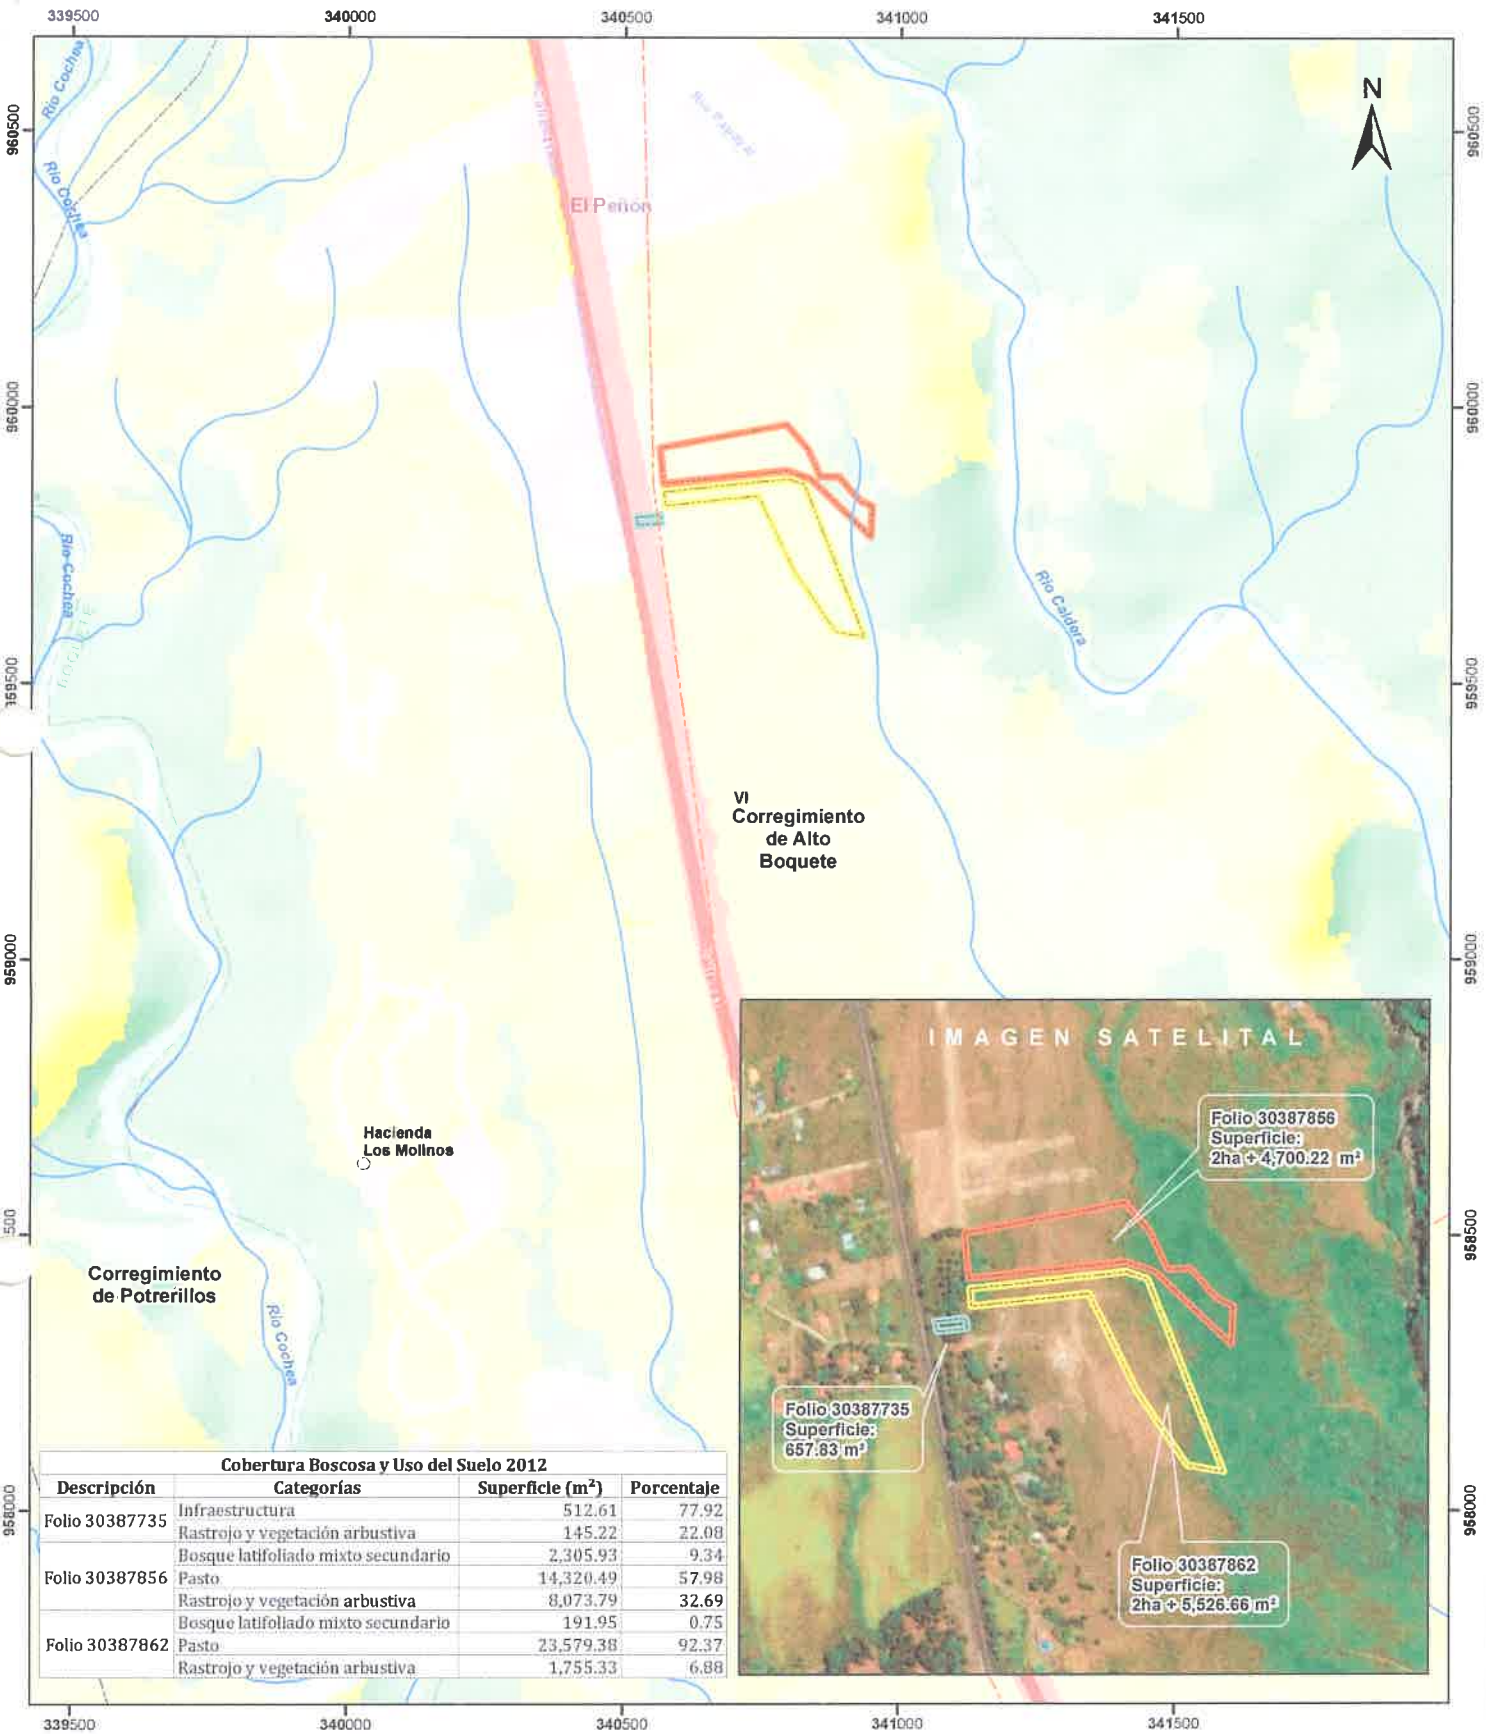 339500 340000 340500 341000 341500
Río Cochea
N
960500
960500
Río Cochea
El Peñón
960000
960000
Río Cochea
BOQUETE
Río Caldera
959500
VI
Corregimiento
de Alto
Boquete
959000
IMAGEN SATELITAL
Folio 30387856
Superficie:
2ha + 4,700.22 m²
Hacienda
Los Molinos
500
958500
Corregimiento
de Potrerillos
Río Cochea
Folio 30387735
Superficie:
657.83 m²
Folio 30387862
Superficie:
2ha + 5,526.66 m²
Cobertura Boscosa y Uso del Suelo 2012
Descripción Categorías Superficie (m²) Porcentaje
Folio 30387735 Infraestructura 512.61 77.92
Rastrojo y vegetación arbustiva 145.22 22.08
Bosque latifoliado mixto secundario 2,305.93 9.34
Folio 30387856 Pasto 14,320.49 57.98
Rastrojo y vegetación arbustiva 8,073.79 32.69
Bosque latifoliado mixto secundario 191.95 0.75
Folio 30387862 Pasto 23,579.38 92.37
Rastrojo y vegetación arbustiva 1,755.33 6.88
958000
958000
339500 340000 340500 341000 341500